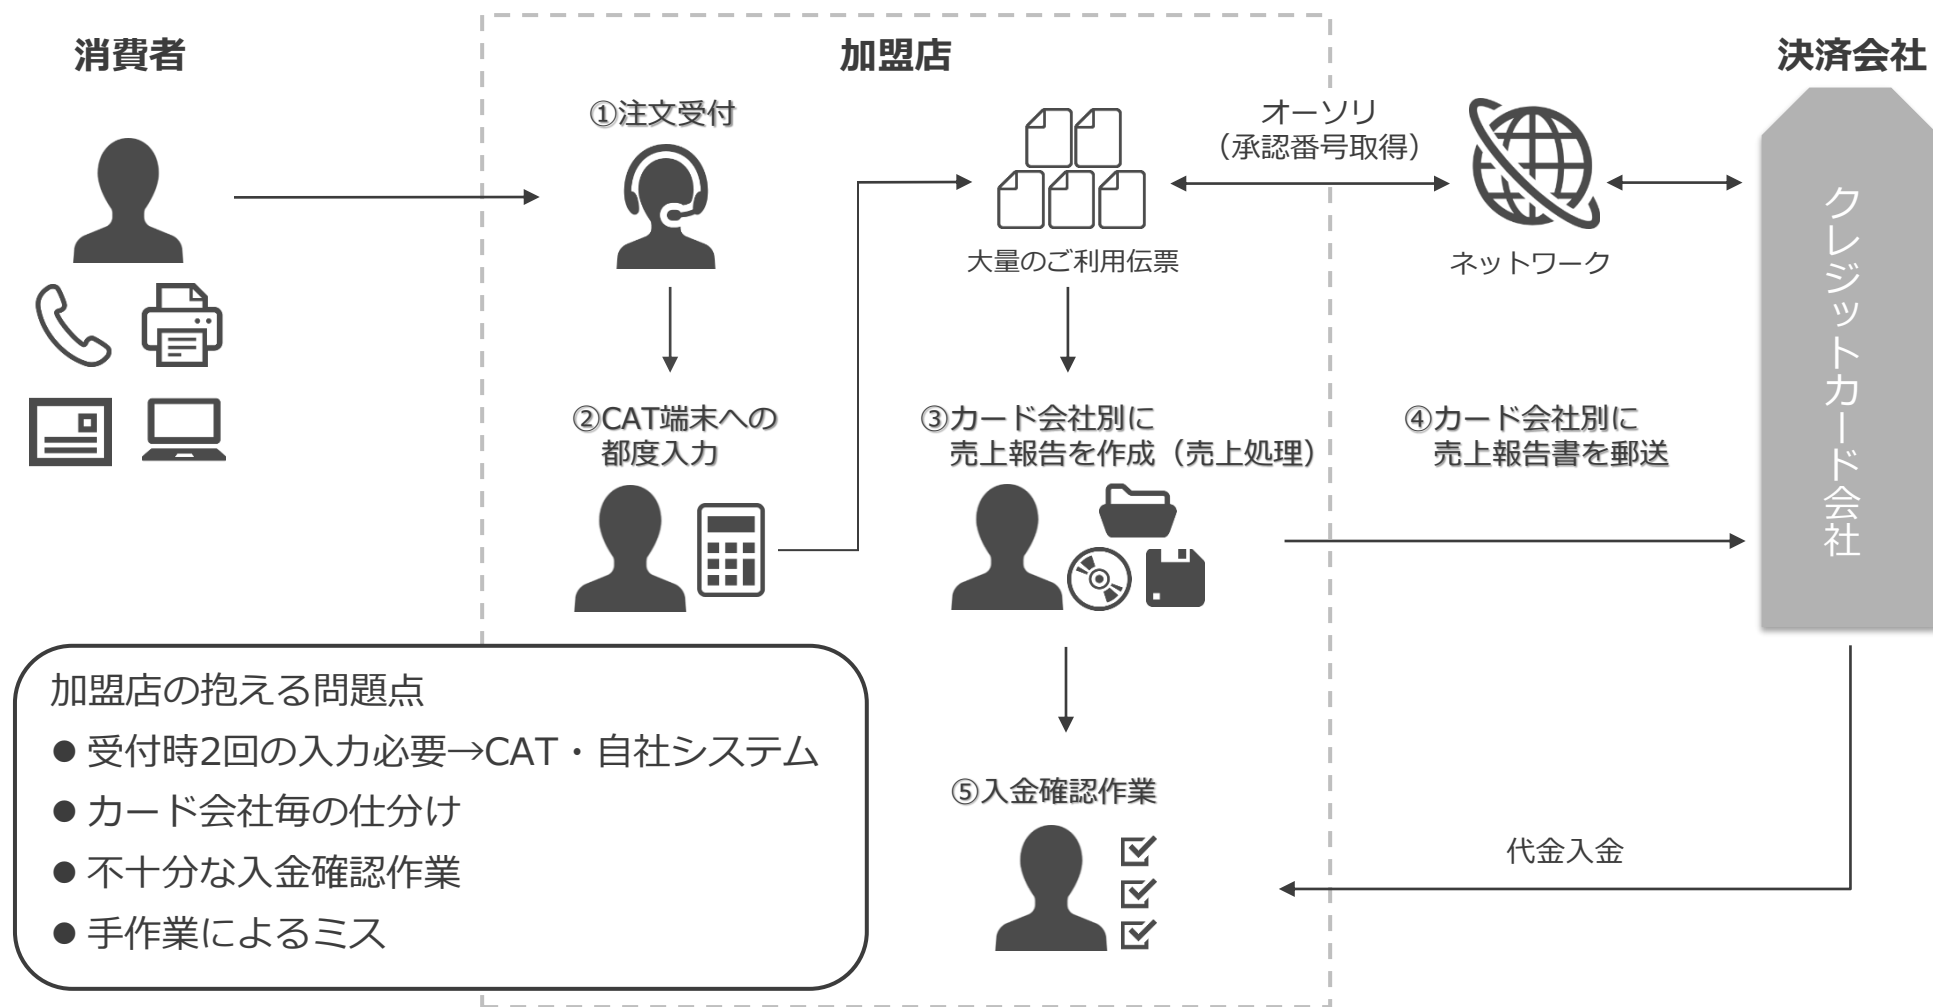 消費者
加盟店
決済会社
①注文受付
オーソリ
（承認番号取得）
大量のご利用伝票
ネットワーク
クレジットカード会社
②CAT端末への
都度入力
③カード会社別に
売上報告を作成（売上処理）
④カード会社別に
売上報告書を郵送
加盟店の抱える問題点
●受付時2回の入力必要→CAT・自社システム
●カード会社毎の仕分け
●不十分な入金確認作業
●手作業によるミス
⑤入金確認作業
代金入金